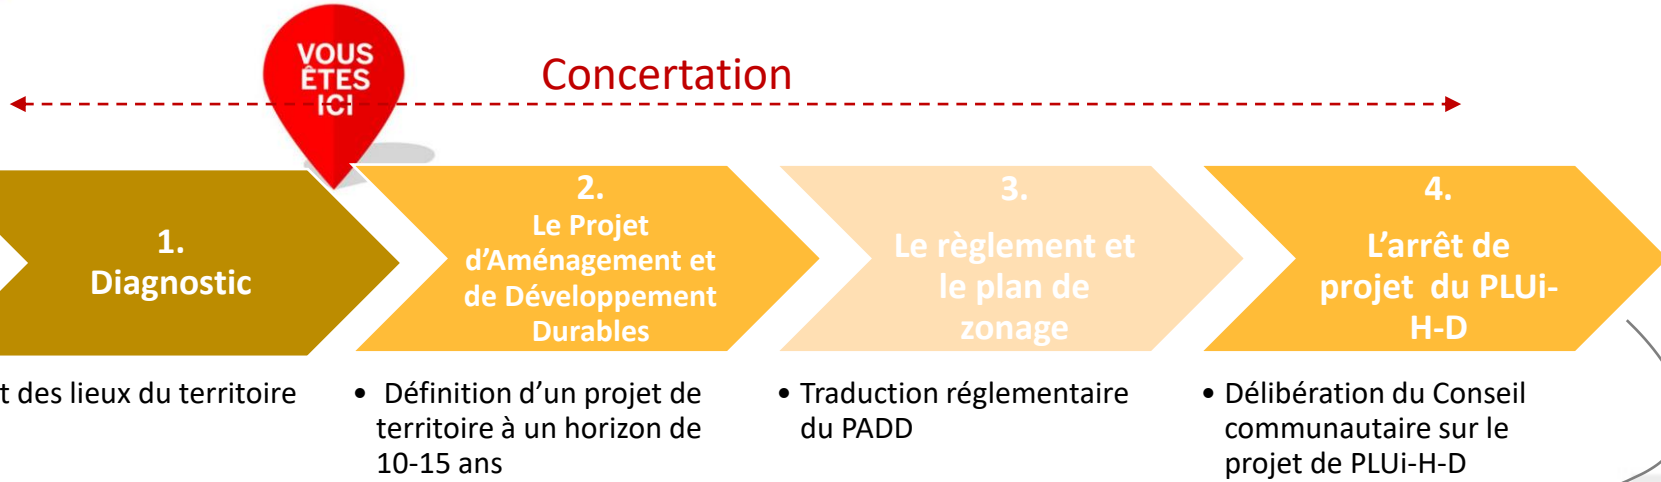 VOUS
ÊTES
ICI
Concertation
1.
Diagnostic
2.
Le Projet
d'Aménagement et
de Développement
Durables
3.
Le règlement et
le plan de
zonage
4.
L'arrêt de
projet du PLUi-
H-D
t des lieux du territoire
• Définition d'un projet de
territoire à un horizon de
10-15 ans
• Traduction réglementaire
du PADD
• Délibération du Conseil
communautaire sur le
projet de PLUi-H-D